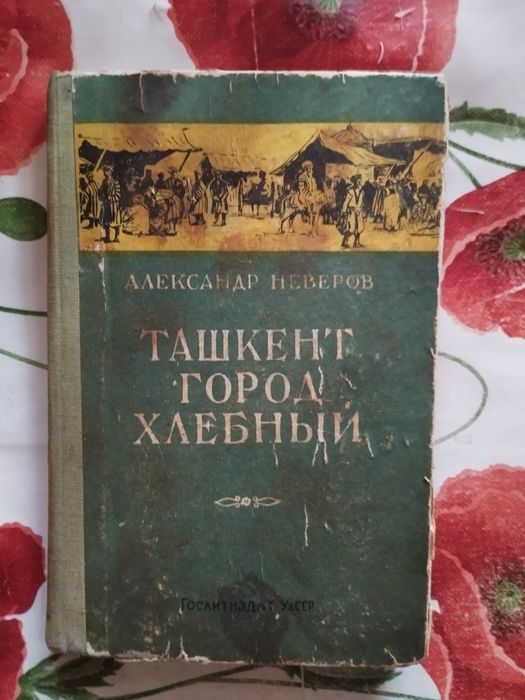 АЛЕКСАНДР НЕВЕРОВ
ТАШКЕНТ
ГОРОД
ХЛЕБНЫЙ
ГОСЛИТИЗДАТ УзССР